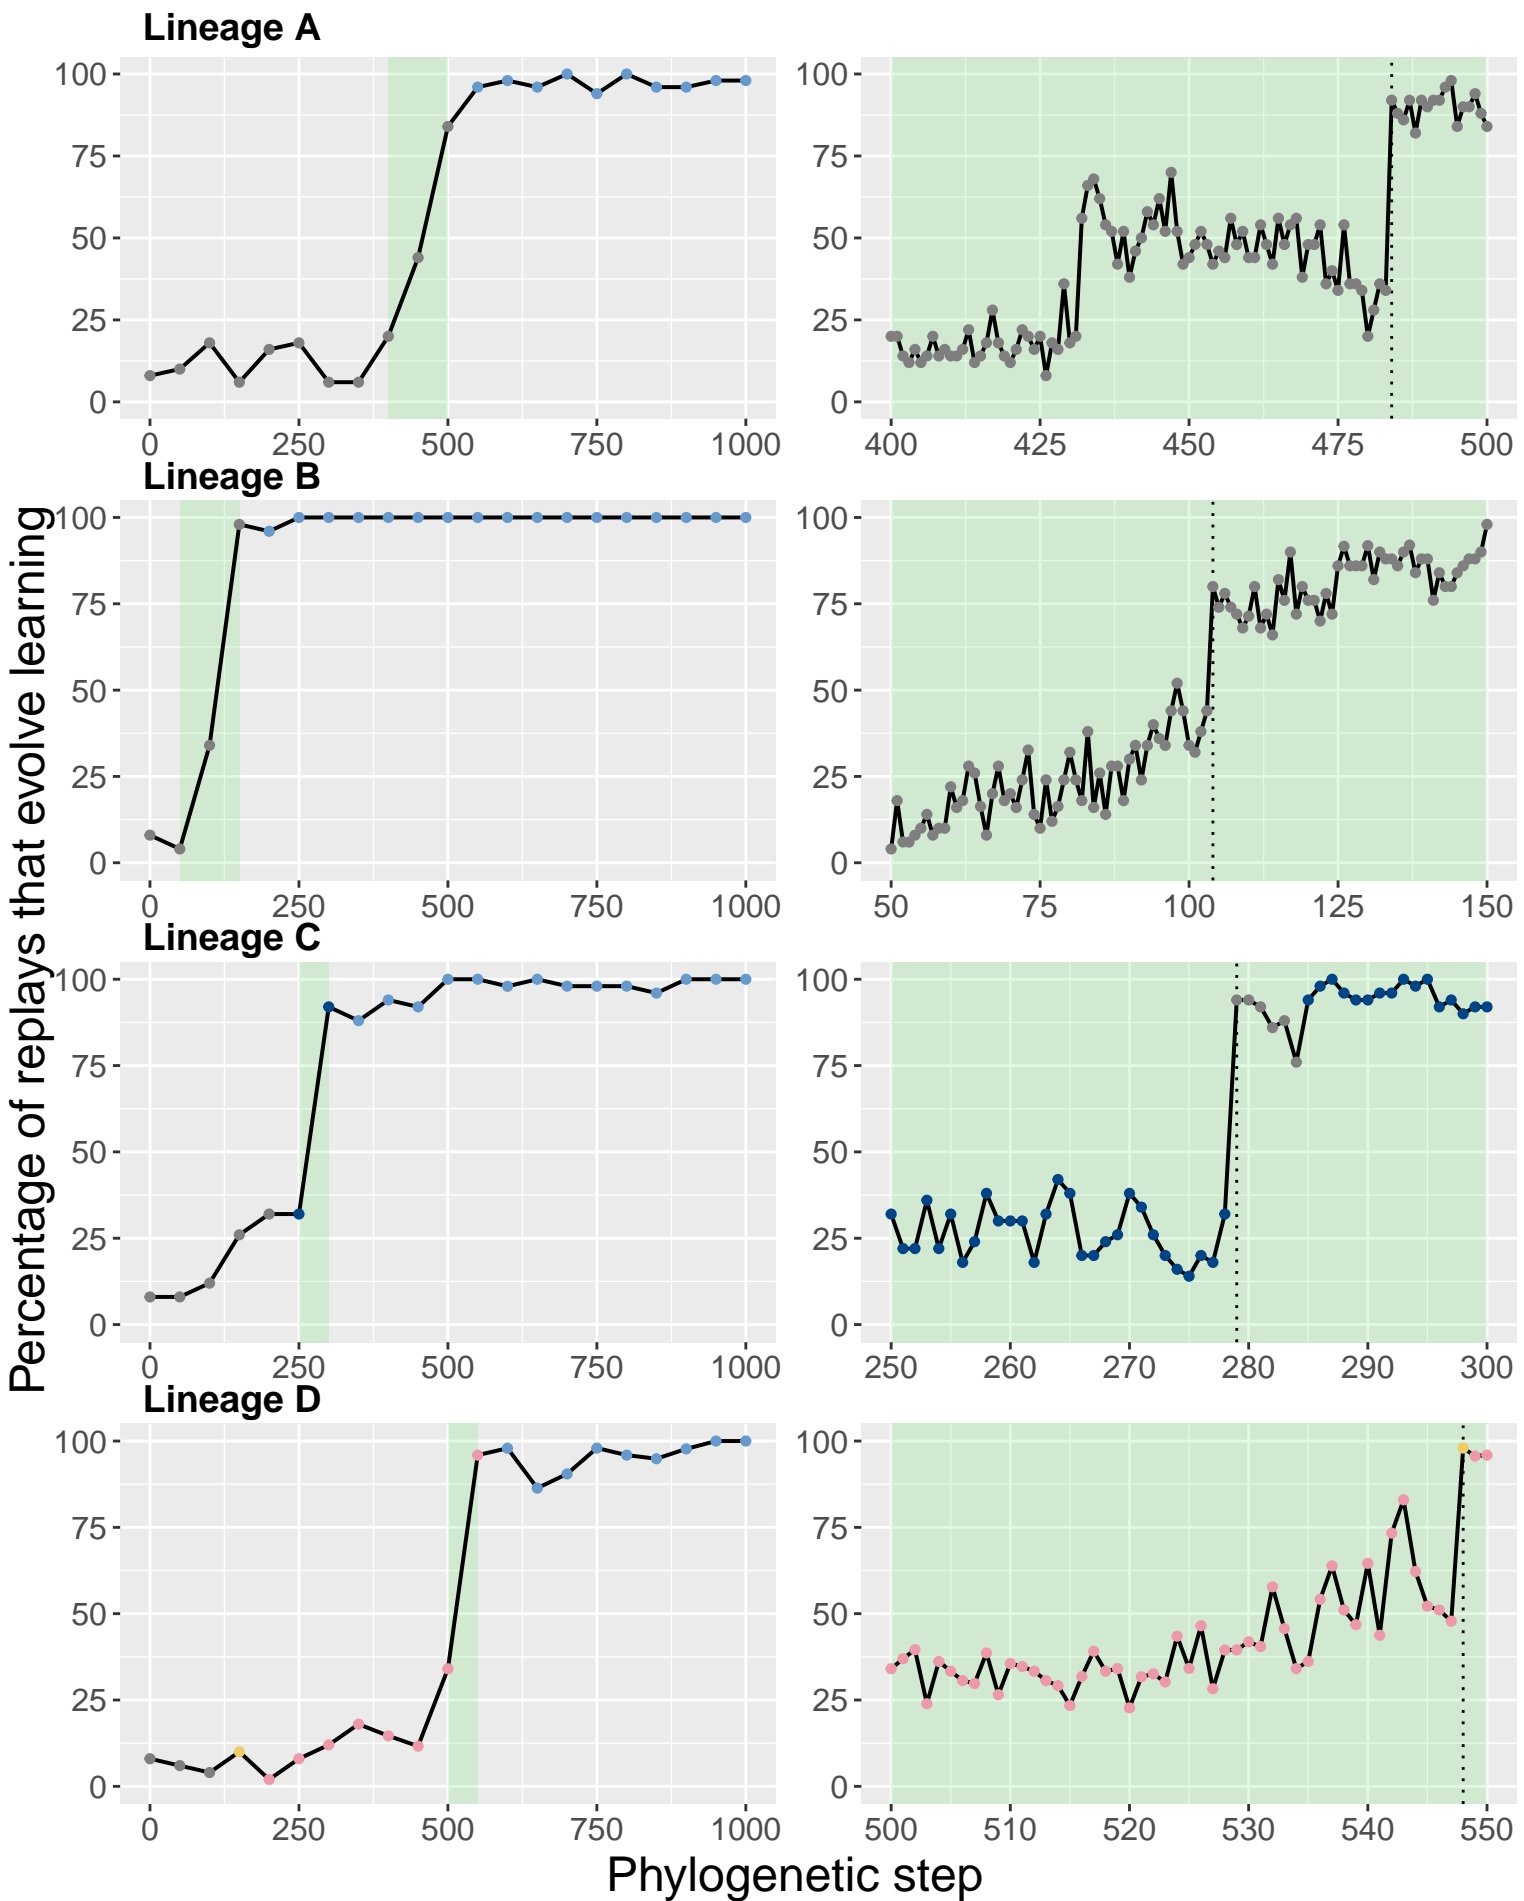 Lineage A
100
75
50
25
0
0 250 500 750 1000
100
75
50
25
0
400 425 450 475 500
Lineage B
100
75
50
25
0
0 250 500 750 1000
100
75
50
25
0
50 75 100 125 150
Lineage C
100
75
50
25
0
0 250 500 750 1000
100
75
50
25
0
250 260 270 280 290 300
Lineage D
100
75
50
25
0
0 250 500 750 1000
100
75
50
25
0
500 510 520 530 540 550
Percentage of replays that evolve learning
Phylogenetic step